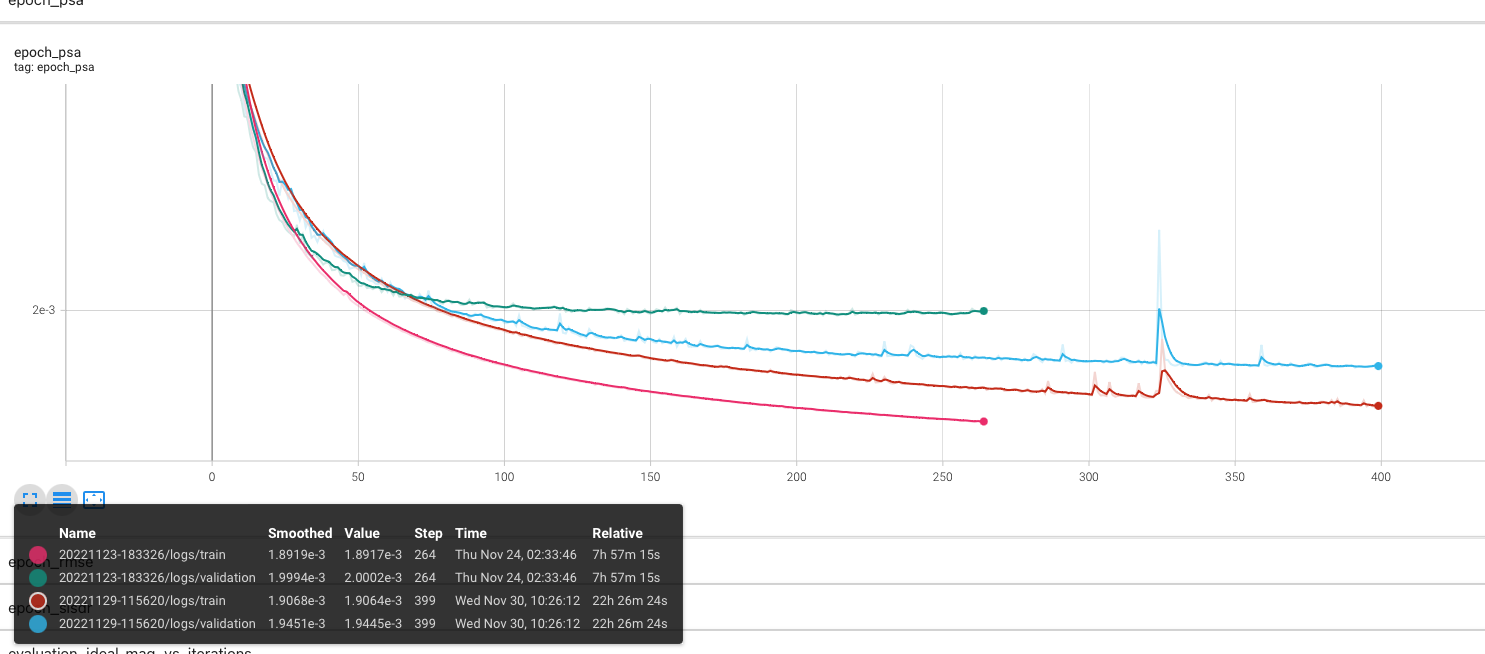 epoch_psa
epoch_psa
tag: epoch_psa
2e-3
0 50 100 150 200 250 300 350 400
Name Smoothed Value Step Time Relative
20221123-183326/logs/train 1.8919e-3 1.8917e-3 264 Thu Nov 24, 02:33:46 7h 57m 15s
20221123-183326/logs/validation 1.9994e-3 2.0002e-3 264 Thu Nov 24, 02:33:46 7h 57m 15s
20221129-115620/logs/train 1.9068e-3 1.9064e-3 399 Wed Nov 30, 10:26:12 22h 26m 24s
20221129-115620/logs/validation 1.9451e-3 1.9445e-3 399 Wed Nov 30, 10:26:12 22h 26m 24s
epoch_rmse
epoch_sisdr
evaluation_ideal_mag_vs_iterations